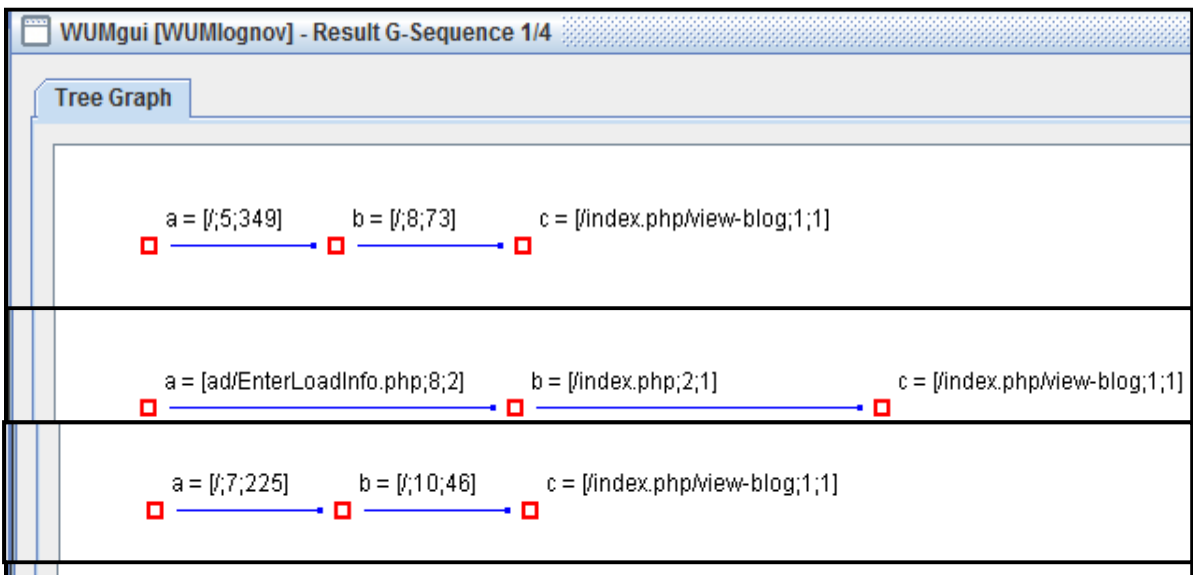 WUMgui [WUMlognov] - Result G-Sequence 1/4
Tree Graph
a = [/;5;349] b = [/;8;73] c = [/index.php/view-blog;1;1]
a = [ad/EnterLoadInfo.php;8;2] b = [/index.php;2;1] c = [/index.php/view-blog;1;1]
a = [/;7;225] b = [/;10;46] c = [/index.php/view-blog;1;1]